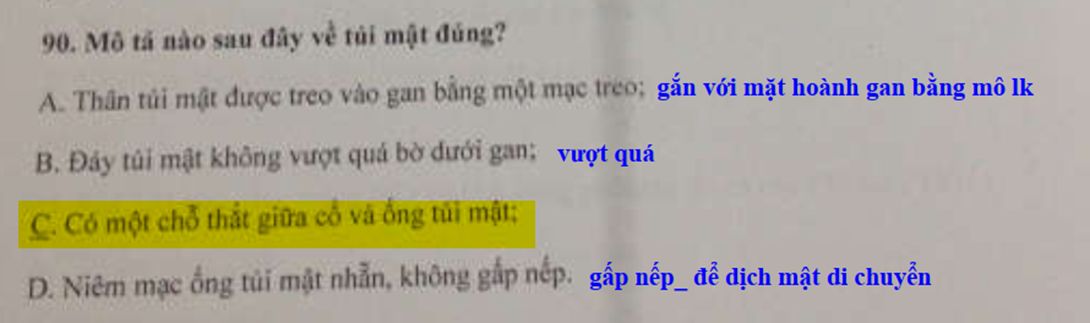 90. Mô tả nào sau đây về túi mật đúng?
A. Thân túi mật được treo vào gan bằng một mạc treo; gắn với mặt hoành gan bằng mô lk
B. Đáy túi mật không vượt quá bờ dưới gan; vượt quá
C. Có một chỗ thắt giữa cổ và ống túi mật;
D. Niêm mạc ống túi mật nhẵn, không gấp nếp. gấp nếp_ để dịch mật di chuyển